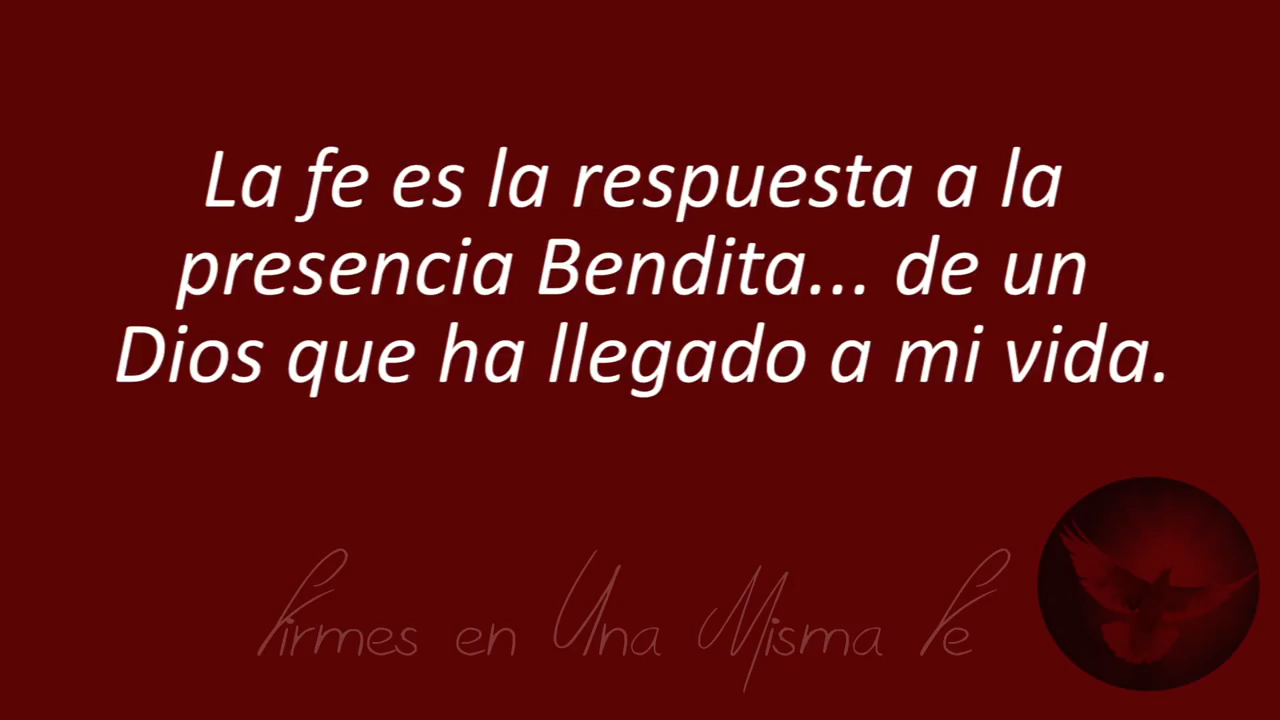 La fe es la respuesta a la
presencia Bendita... de un
Dios que ha llegado a mi vida.
Firmes en Una Misma Fe